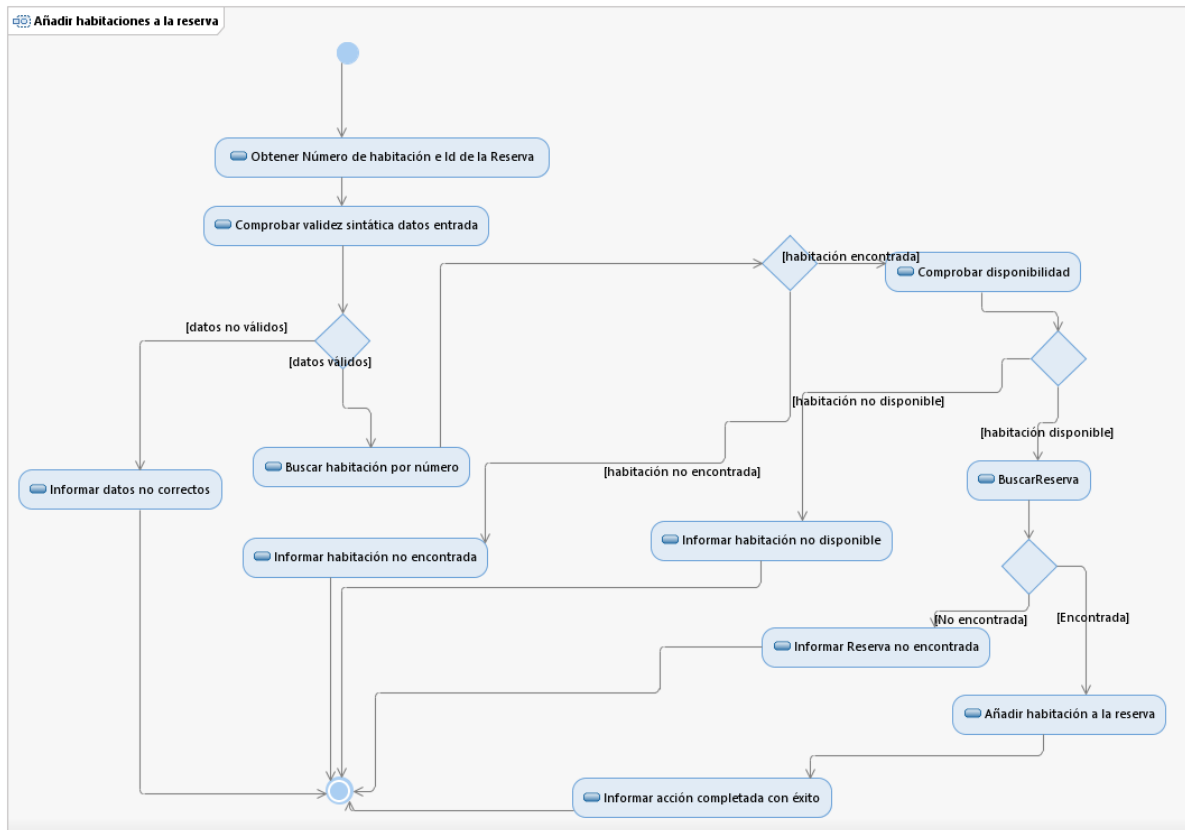 Añadir habitaciones a la reserva
Obtener Número de habitación e Id de la Reserva
Comprobar validez sintática datos entrada
[habitación encontrada]
Comprobar disponibilidad
[datos no válidos]
[datos válidos]
[habitación no disponible]
[habitación disponible]
Buscar habitación por número
[habitación no encontrada]
BuscarReserva
Informar datos no correctos
Informar habitación no disponible
Informar habitación no encontrada
[No encontrada]
[Encontrada]
Informar Reserva no encontrada
Añadir habitación a la reserva
Informar acción completada con éxito